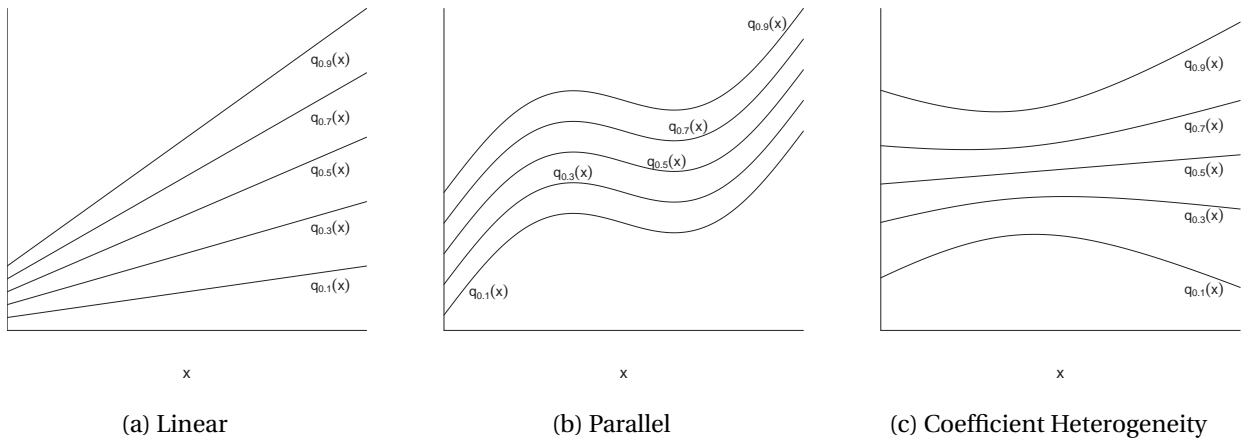 q0.9(x)
q0.7(x)
q0.5(x)
q0.3(x)
q0.1(x)
x
(a) Linear
q0.9(x)
q0.7(x)
q0.5(x)
q0.3(x)
q0.1(x)
x
(b) Parallel
q0.9(x)
q0.7(x)
q0.5(x)
q0.3(x)
q0.1(x)
x
(c) Coefficient Heterogeneity